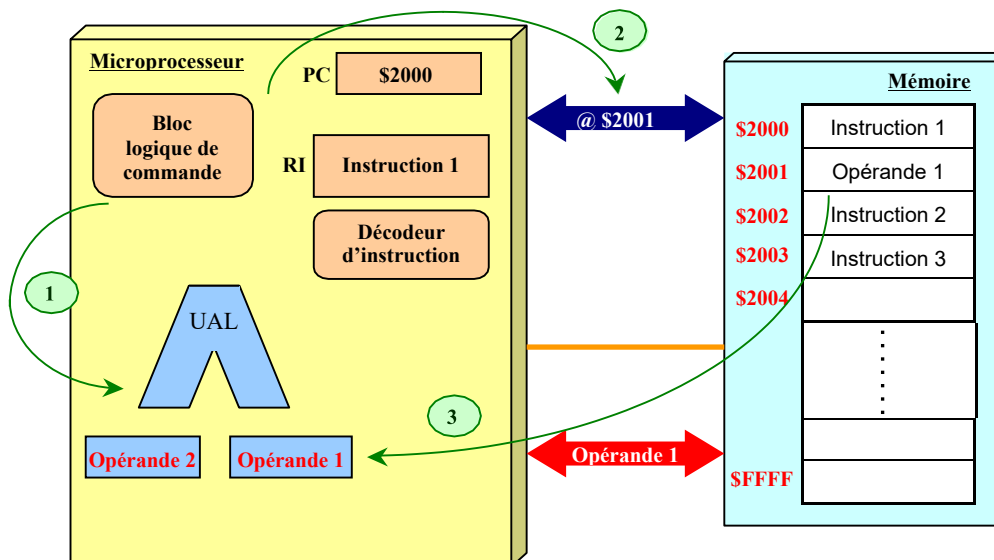 2
Microprocesseur
PC
$2000
Mémoire
Bloc
logique de
commande
@ $2001
$2000
Instruction 1
RI
Instruction 1
$2001
Opérande 1
$2002
Instruction 2
Décodeur
d’instruction
$2003
Instruction 3
1
$2004
UAL
3
Opérande 2
Opérande 1
Opérande 1
$FFFF